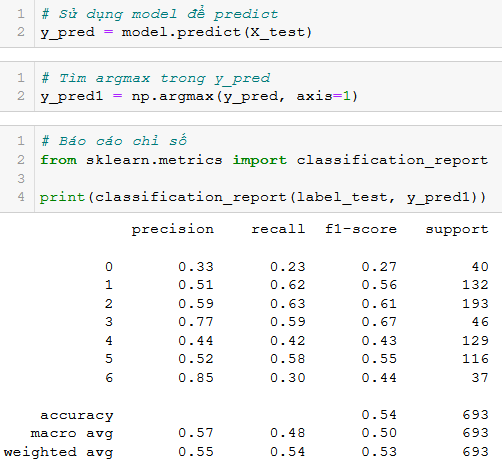 1 # Sử dụng model để predict
2 y_pred = model.predict(X_test)
1 # Tìm argmax trong y_pred
2 y_pred1 = np.argmax(y_pred, axis=1)
1 # Báo cáo chỉ số
2 from sklearn.metrics import classification_report
3
4 print(classification_report(label_test, y_pred1))
precision recall f1-score support
0 0.33 0.23 0.27 40
1 0.51 0.62 0.56 132
2 0.59 0.63 0.61 193
3 0.77 0.59 0.67 46
4 0.44 0.42 0.43 129
5 0.52 0.58 0.55 116
6 0.85 0.30 0.44 37
accuracy 0.54 693
macro avg 0.57 0.48 0.50 693
weighted avg 0.55 0.54 0.53 693